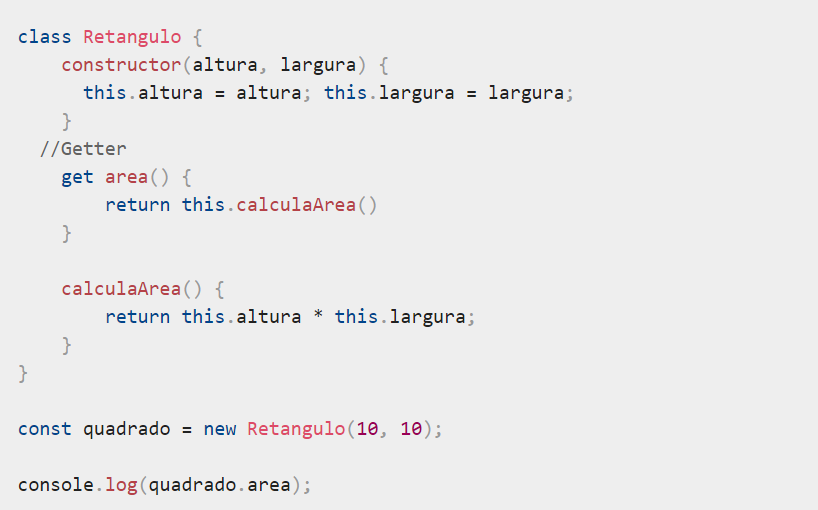 class Retangulo {
    constructor(altura, largura) {
      this.altura = altura; this.largura = largura;
    }
  //Getter
    get area() {
        return this.calculaArea()
    }

    calculaArea() {
        return this.altura * this.largura;
    }
}

const quadrado = new Retangulo(10, 10);

console.log(quadrado.area);